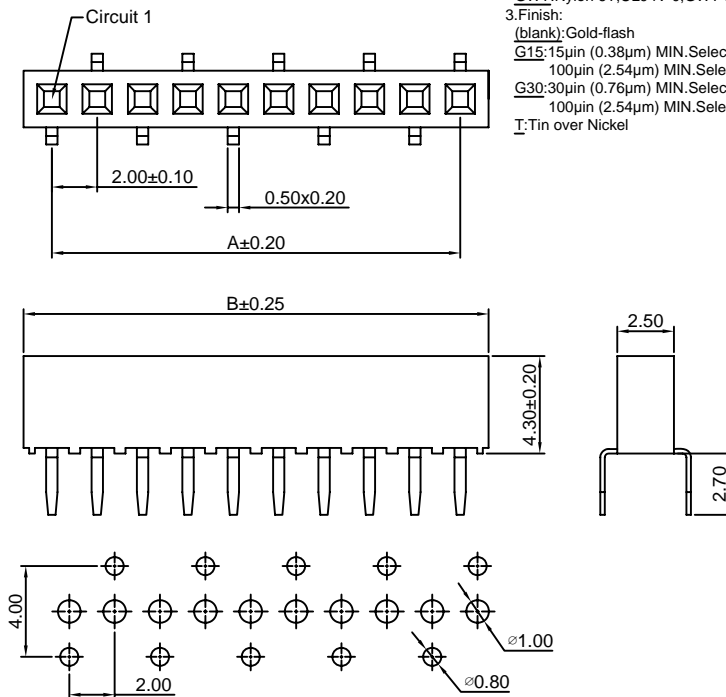 3.Finish:
(blank):Gold-flash
G15:15µin (0.38µm) MIN.Selec
100µin (2.54µm) MIN.Sele
G30:30µin (0.76µm) MIN.Selec
100µin (2.54µm) MIN.Sele
T:Tin over Nickel
Circuit 1
2.00±0.10
0.50x0.20
A±0.20
B±0.25
2.50
4.30±0.20
2.70
4.00
⌀1.00
⌀0.80
2.00